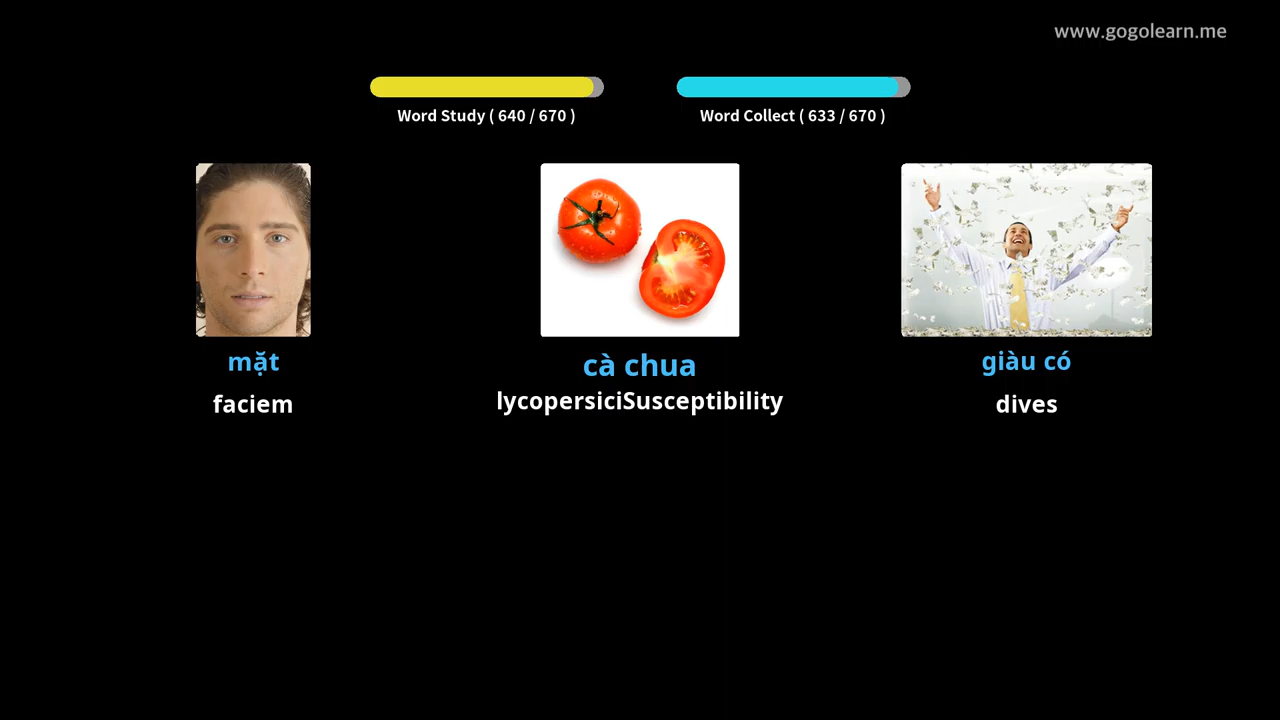 www.gogolearn.me
Word Study ( 640 / 670 )
Word Collect ( 633 / 670 )
mặt
cà chua
giàu có
faciem
lycopersiciSusceptibility
dives